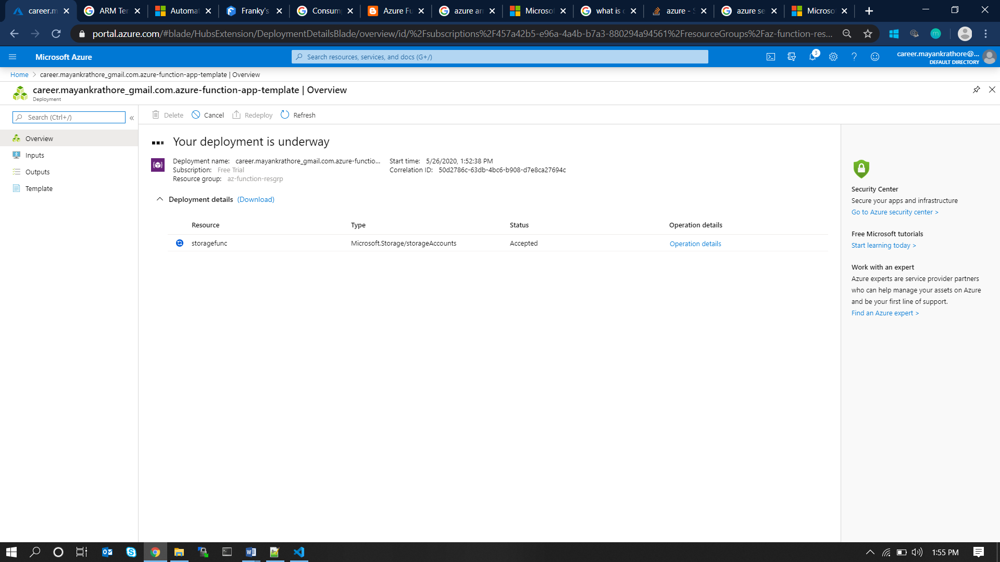 career.m
ARM Ter
Automat
Franky's
Consum
Azure Fu
azure ar
Microsof
what is
azure - S
azure se
Microso
portal.azure.com/#blade/HubsExtension/DeploymentDetailsBlade/overview/id/%2Fsubscriptions%2F457a42b5-e96a-4a4b-b7a3-880294a94561%2FresourceGroups%2Faz-function-res...
m
Microsoft Azure
Search resources, services, and docs (G+/)
3
career.mayankrathore@...
DEFAULT DIRECTORY
Home > career.mayankrathore_gmail.com.azure-function-app-template | Overview
career.mayankrathore_gmail.com.azure-function-app-template | Overview
Deployment
Search (Ctrl+/)
«
Delete
Cancel
Redeploy
Refresh
Overview
Inputs
Outputs
Template
Your deployment is underway
Deployment name: career.mayankrathore_gmail.com.azure-functio...
Subscription: Free Trial
Resource group: az-function-resgrp
Start time: 5/26/2020, 1:52:38 PM
Correlation ID: 50d2786c-63db-4bc6-b908-d7e8ca27694c
Deployment details (Download)
Resource Type Status Operation details
storagefunc Microsoft.Storage/storageAccounts Accepted Operation details
Security Center
Secure your apps and infrastructure
Go to Azure security center >
Free Microsoft tutorials
Start learning today >
Work with an expert
Azure experts are service provider partners
who can help manage your assets on Azure
and be your first line of support.
Find an Azure expert >
1:55 PM